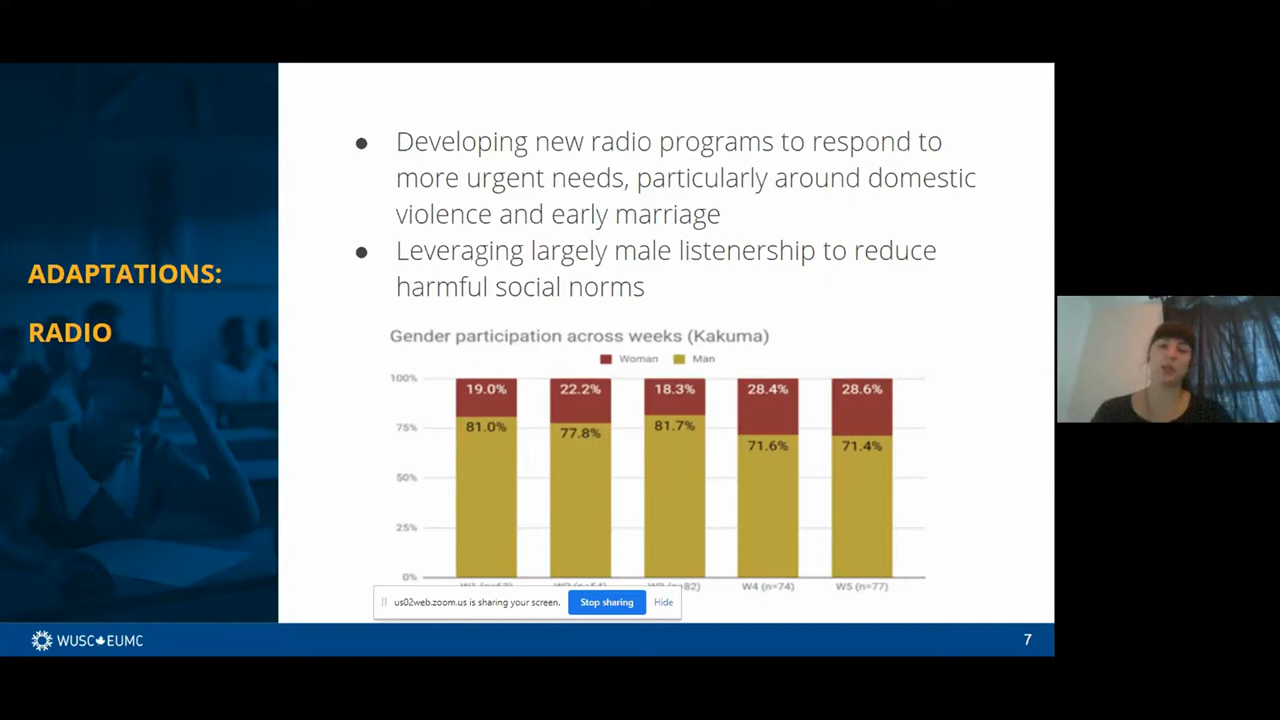 ADAPTATIONS:
RADIO
● Developing new radio programs to respond to
more urgent needs, particularly around domestic
violence and early marriage
● Leveraging largely male listenership to reduce
harmful social norms
Gender participation across weeks (Kakuma)
Woman Man
100%
75%
50%
25%
0%
19.0% 22.2% 18.3% 28.4% 28.6%
81.0% 77.8% 81.7% 71.6% 71.4%
W4 (n=74) W5 (n=77)
us02web.zoom.us is sharing your screen. Stop sharing Hide
WUSC EUMC
7